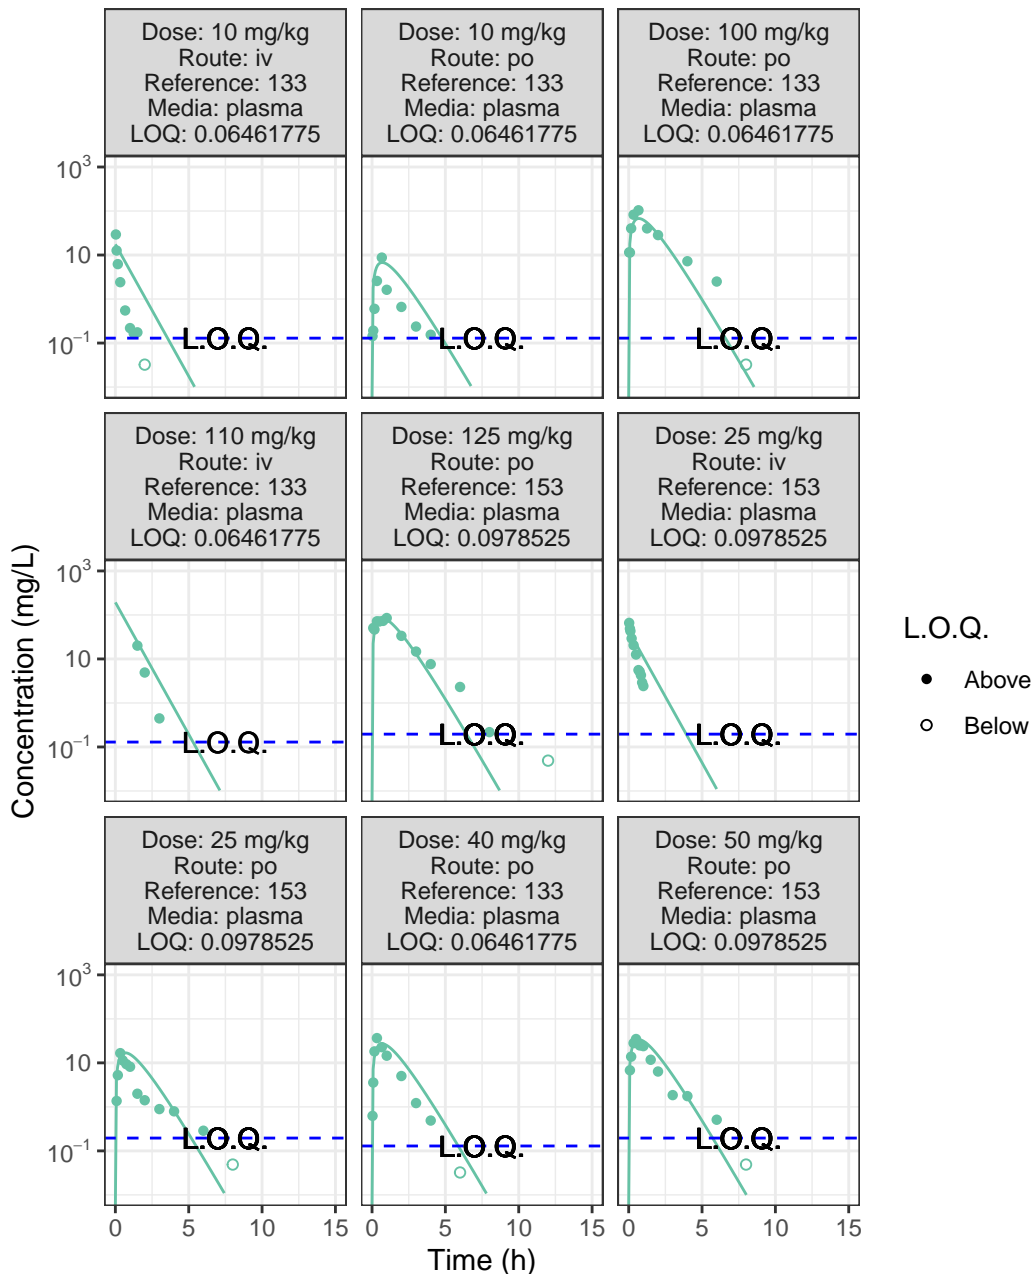 Dose: 10 mg/kg
Route: iv
Reference: 133
Media: plasma
LOQ: 0.06461775
Dose: 10 mg/kg
Route: po
Reference: 133
Media: plasma
LOQ: 0.06461775
Dose: 100 mg/kg
Route: po
Reference: 133
Media: plasma
LOQ: 0.06461775
10³
10
10⁻¹
L.O.Q.
L.O.Q.
L.O.Q.
Dose: 110 mg/kg
Route: iv
Reference: 133
Media: plasma
LOQ: 0.06461775
Dose: 125 mg/kg
Route: po
Reference: 153
Media: plasma
LOQ: 0.0978525
Dose: 25 mg/kg
Route: iv
Reference: 153
Media: plasma
LOQ: 0.0978525
10³
10
10⁻¹
L.O.Q.
L.O.Q.
L.O.Q.
Dose: 25 mg/kg
Route: po
Reference: 153
Media: plasma
LOQ: 0.0978525
Dose: 40 mg/kg
Route: po
Reference: 133
Media: plasma
LOQ: 0.06461775
Dose: 50 mg/kg
Route: po
Reference: 153
Media: plasma
LOQ: 0.0978525
10³
10
10⁻¹
L.O.Q.
L.O.Q.
L.O.Q.
0 5 10 15
0 5 10 15
0 5 10 15
Time (h)
Concentration (mg/L)
L.O.Q.
Above
Below